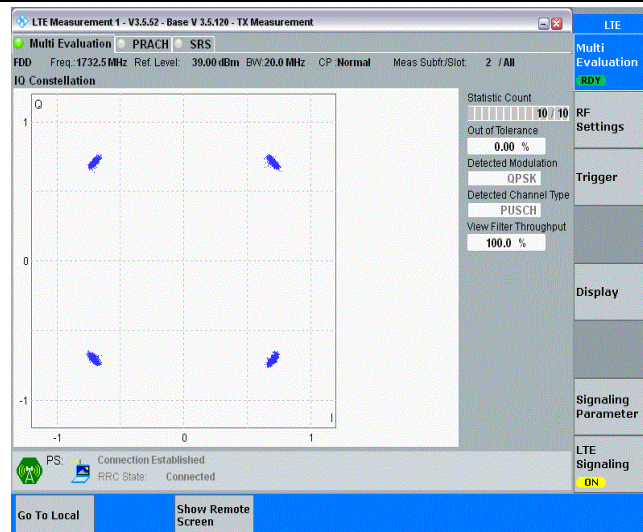 LTE Measurement 1 - V3.5.52 - Base V 3.5.120 - TX Measurement
LTE
Multi Evaluation PRACH SRS
FDD Freq.:1732.5 MHz Ref. Level: 39.00 dBm BW:20.0 MHz CP :Normal Meas Subfr./Slot: 2 / All
IQ Constellation
Q
1
0
-1
-1 0 1
I
Statistic Count
10 / 10
Out of Tolerance
0.00 %
Detected Modulation
QPSK
Detected Channel Type
PUSCH
View Filter Throughput
100.0 %
Multi
Evaluation
RDY
RF
Settings
Trigger
Display
Signaling
Parameter
LTE
Signaling
ON
PS: Connection Established
RRC State: Connected
Go To Local
Show Remote
Screen